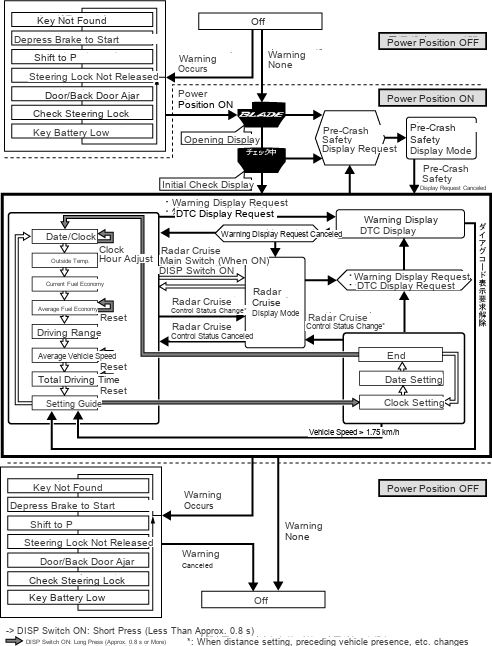 Key Not Found
Depress Brake to Start
Shift to P
Steering Lock Not Released
Door/Back Door Ajar
Check Steering Lock
Key Battery Low
Off
Warning
Occurs
Warning
None
Power Position OFF
Power
Position ON
Power Position ON
BLADE
Opening Display
チェック中
Initial Check Display
Pre-Crash
Safety
Display Request
Pre-Crash
Safety
Display Mode
Pre-Crash
Safety
Display Request Canceled
* Warning Display Request
* DTC Display Request
Warning Display
DTC Display
Warning Display Request Canceled
Date/Clock
Clock
Hour Adjust
Outside Temp.
Current Fuel Economy
Average Fuel Economy
Reset
Driving Range
Average Vehicle Speed
Reset
Total Driving Time
Reset
Setting Guide
Radar Cruise
Main Switch (When ON)
DISP Switch ON
Radar Cruise
Control Status Change*
Radar Cruise
Control Status Canceled
Radar
Cruise
Display Mode
* Warning Display Request
* DTC Display Request
Radar Cruise
Control Status Change*
ダイアグコード表示要求解除
End
Date Setting
Clock Setting
Vehicle Speed > 1.75 km/h
Key Not Found
Depress Brake to Start
Shift to P
Steering Lock Not Released
Door/Back Door Ajar
Check Steering Lock
Key Battery Low
Warning
Occurs
Warning
None
Power Position OFF
Warning
Canceled
Off
-> DISP Switch ON: Short Press (Less Than Approx. 0.8 s)
DISP Switch ON: Long Press (Approx. 0.8 s or More)
*: When distance setting, preceding vehicle presence, etc. changes